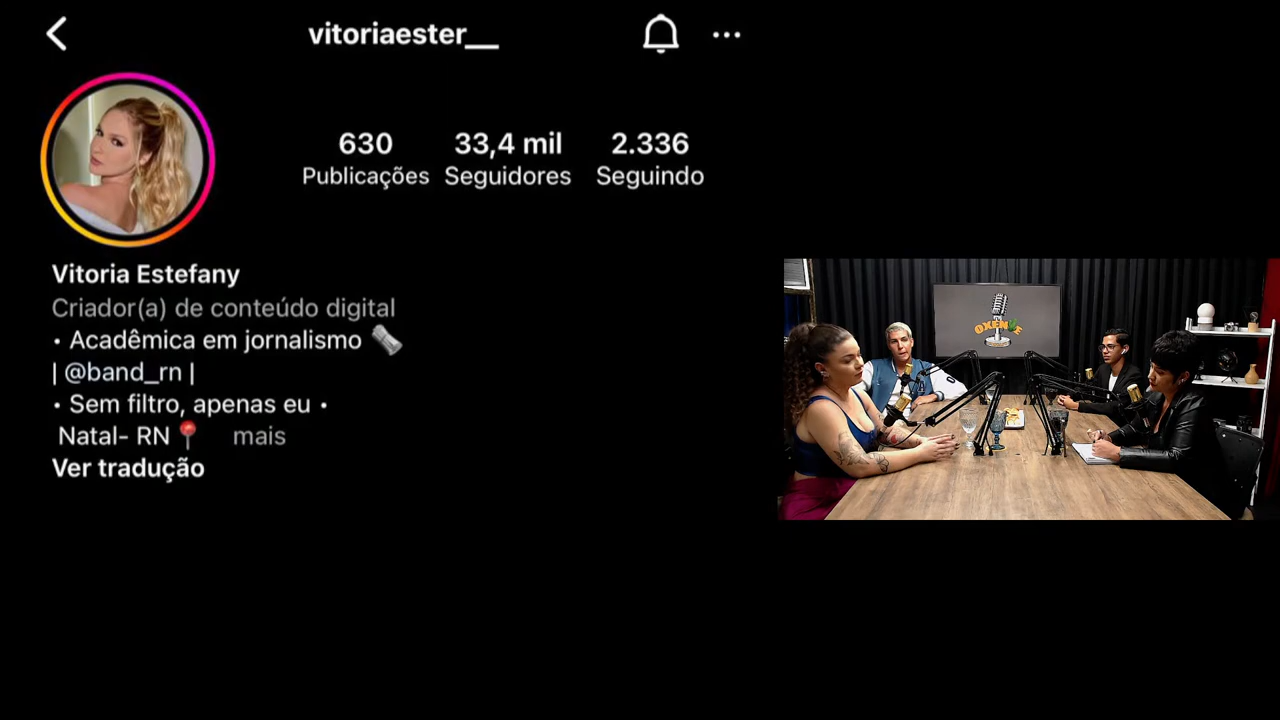 vitoriaester__
630
33,4 mil
2.336
Publicações
Seguidores
Seguindo
Vitoria Estefany
Criador(a) de conteúdo digital
• Acadêmica em jornalismo 🗞️
| @band_rn |
• Sem filtro, apenas eu •
Natal- RN📍 mais
Ver tradução
OXENTE